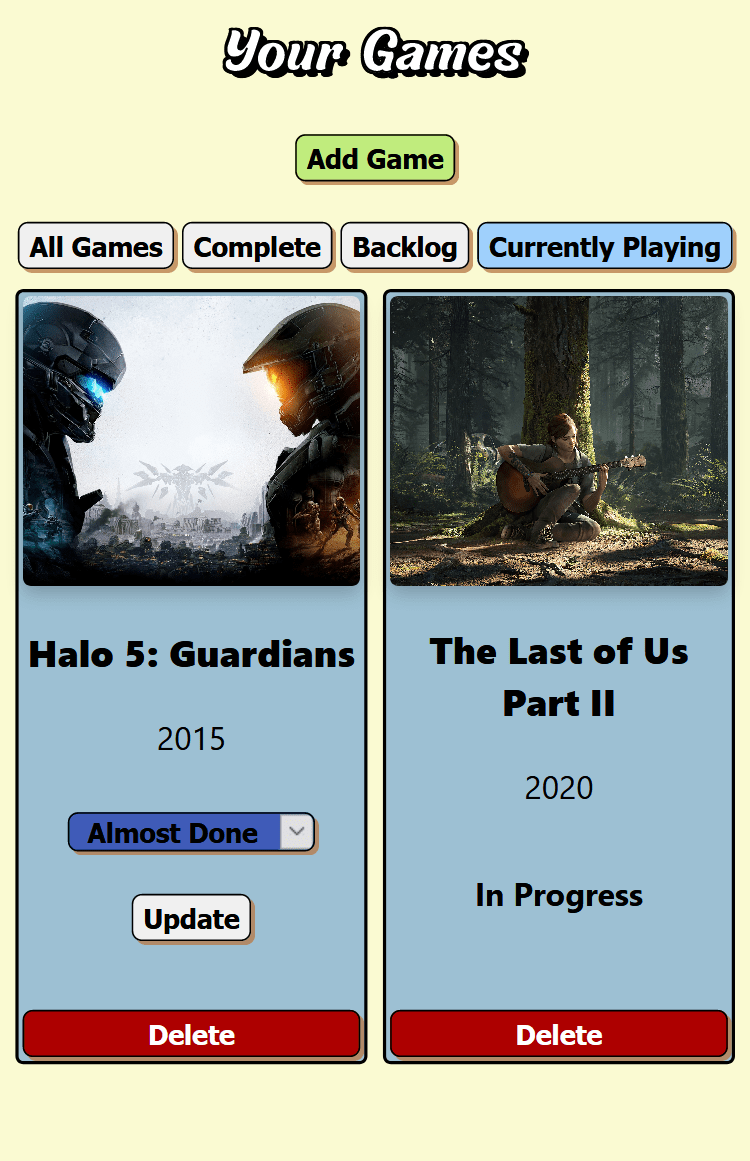 Your Games
Add Game
All Games
Complete
Backlog
Currently Playing
Halo 5: Guardians
2015
Almost Done
Update
Delete
The Last of Us
Part II
2020
In Progress
Delete